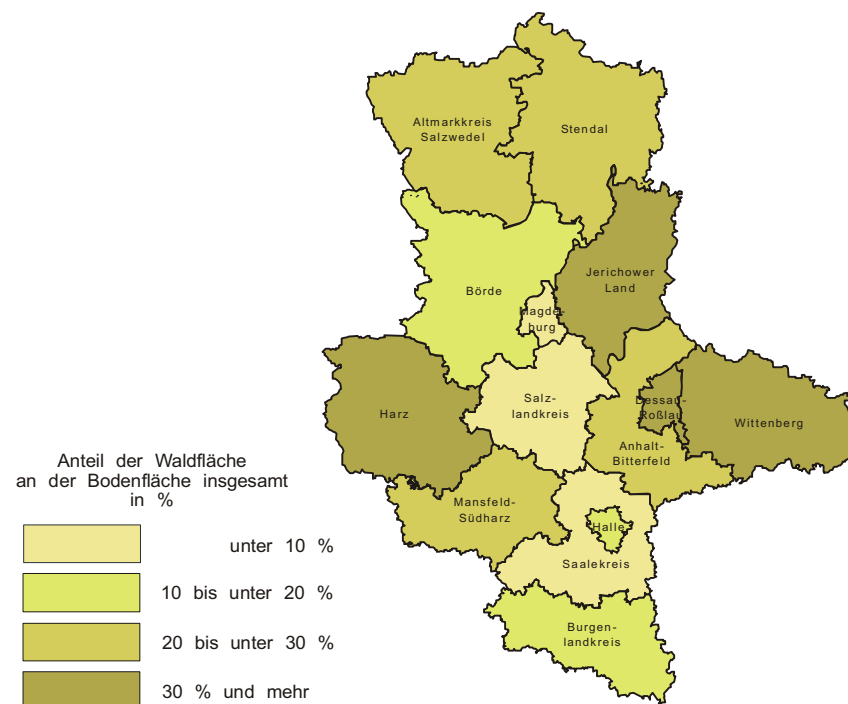 Altmarkkreis
Salzwedel
Stendal
Jerichower
Land
Börde
Magde-
burg
Salz-
landkreis
Harz
Dessau-
Roßlau
Wittenberg
Anhalt-
Bitterfeld
Mansfeld-
Südharz
Halle
Saalekreis
Burgen-
landkreis
Anteil der Waldfläche
an der Bodenfläche insgesamt
in %
unter 10 %
10 bis unter 20 %
20 bis unter 30 %
30 % und mehr